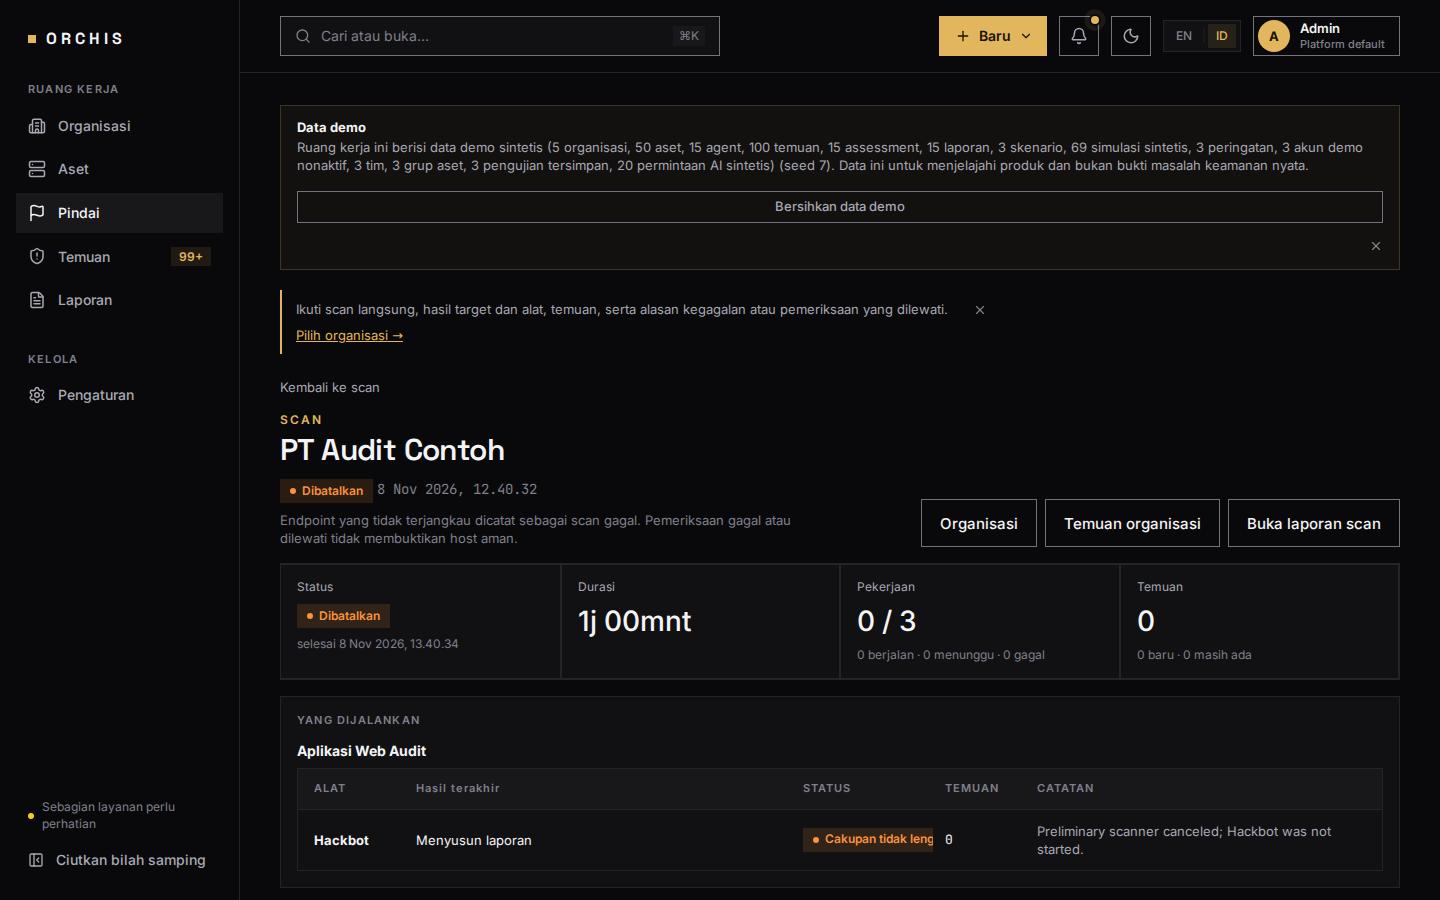 ORCHIS
Cari atau buka...
⌘K
Baru
EN
ID
A
Admin
Platform default
RUANG KERJA
Organisasi
Aset
Pindai
Temuan
99+
Laporan
KELOLA
Pengaturan
Sebagian layanan perlu
perhatian
Ciutkan bilah samping
Data demo
Ruang kerja ini berisi data demo sintetis (5 organisasi, 50 aset, 15 agent, 100 temuan, 15 assessment, 15 laporan, 3 skenario, 69 simulasi sintetis, 3 peringatan, 3 akun demo
nonaktif, 3 tim, 3 grup aset, 3 pengujian tersimpan, 20 permintaan AI sintetis) (seed 7). Data ini untuk menjelajahi produk dan bukan bukti masalah keamanan nyata.
Bersihkan data demo
Ikuti scan langsung, hasil target dan alat, temuan, serta alasan kegagalan atau pemeriksaan yang dilewati.
Pilih organisasi →
Kembali ke scan
SCAN
PT Audit Contoh
Dibatalkan 8 Nov 2026, 12.40.32
Endpoint yang tidak terjangkau dicatat sebagai scan gagal. Pemeriksaan gagal atau
dilewati tidak membuktikan host aman.
Organisasi
Temuan organisasi
Buka laporan scan
Status
Dibatalkan
selesai 8 Nov 2026, 13.40.34
Durasi
1j 00mnt
Pekerjaan
0 / 3
0 berjalan · 0 menunggu · 0 gagal
Temuan
0
0 baru · 0 masih ada
YANG DIJALANKAN
Aplikasi Web Audit
ALAT
Hasil terakhir
STATUS
TEMUAN
CATATAN
Hackbot
Menyusun laporan
Cakupan tidak leng
0
Preliminary scanner canceled; Hackbot was not
started.